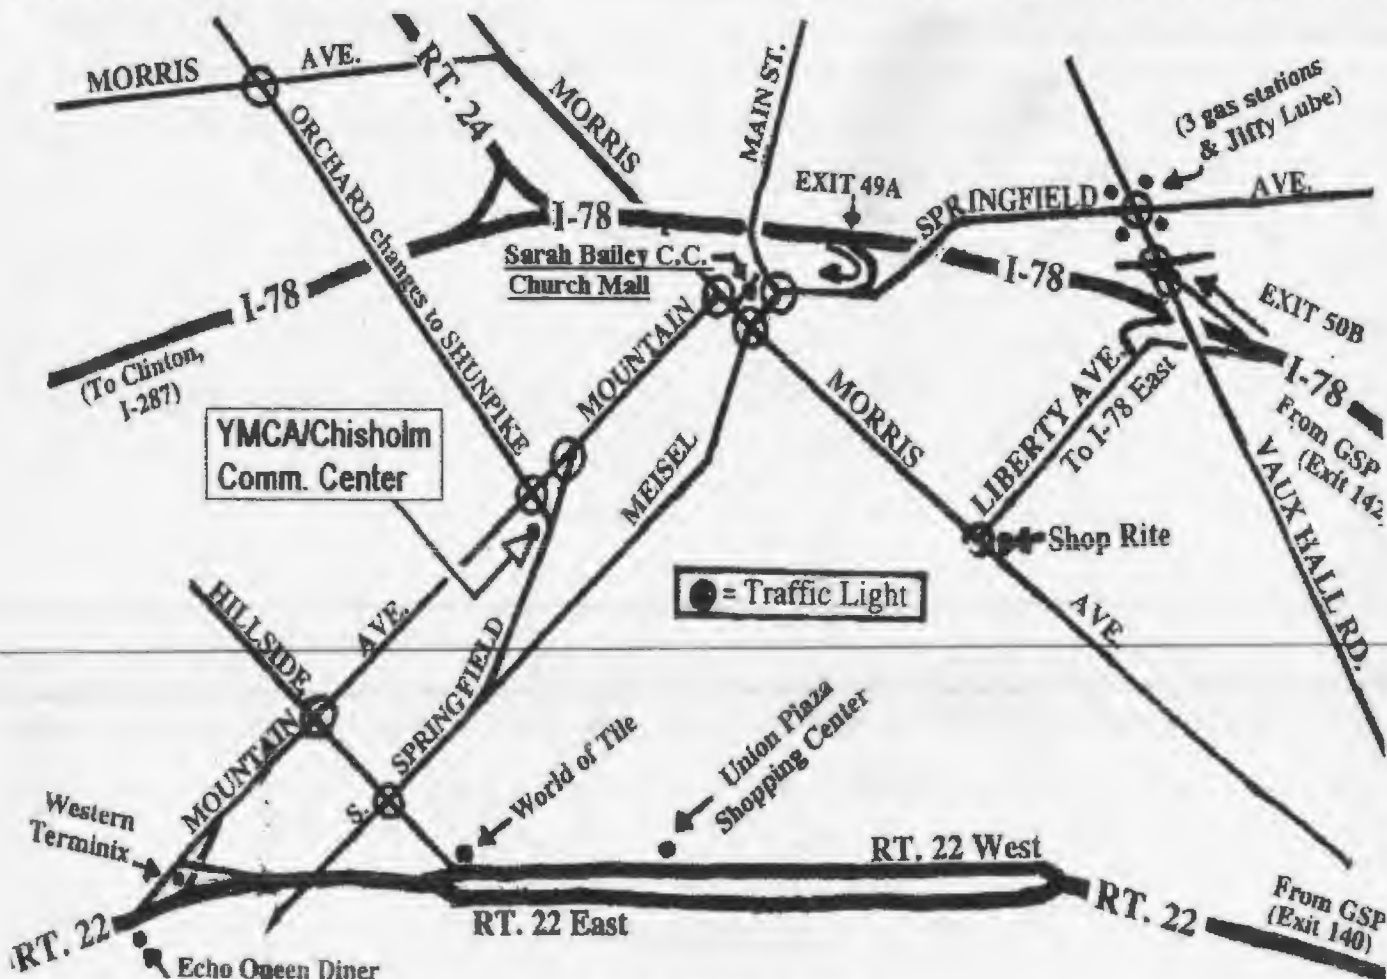 MORRIS
AVE.
RT. 24
MORRIS
MAIN ST.
(3 gas stations
& Jiffy Lube)
EXIT 49A
SPRINGFIELD
AVE.
ORCHARD changes to SHUNPIKE
I-78
Sarah Bailey C.C.
Church Mall
I-78
I-78
EXIT 50B
(To Clinton,
I-287)
MOUNTAIN
MORRIS
LIBERTY AVE.
To I-78 East
I-78
From GSP
(Exit 142)
YMCA/Chisholm
Comm. Center
MEISEL
VAUX HALL RD.
Shop Rite
= Traffic Light
HILLSIDE
AVE.
AVE.
SPRINGFIELD
MOUNTAIN
S. SPRINGFIELD
World of Tile
Union Plaza
Shopping Center
Western
Terminix
RT. 22 West
RT. 22
RT. 22 East
RT. 22
From GSP
(Exit 140)
Echo Queen Diner